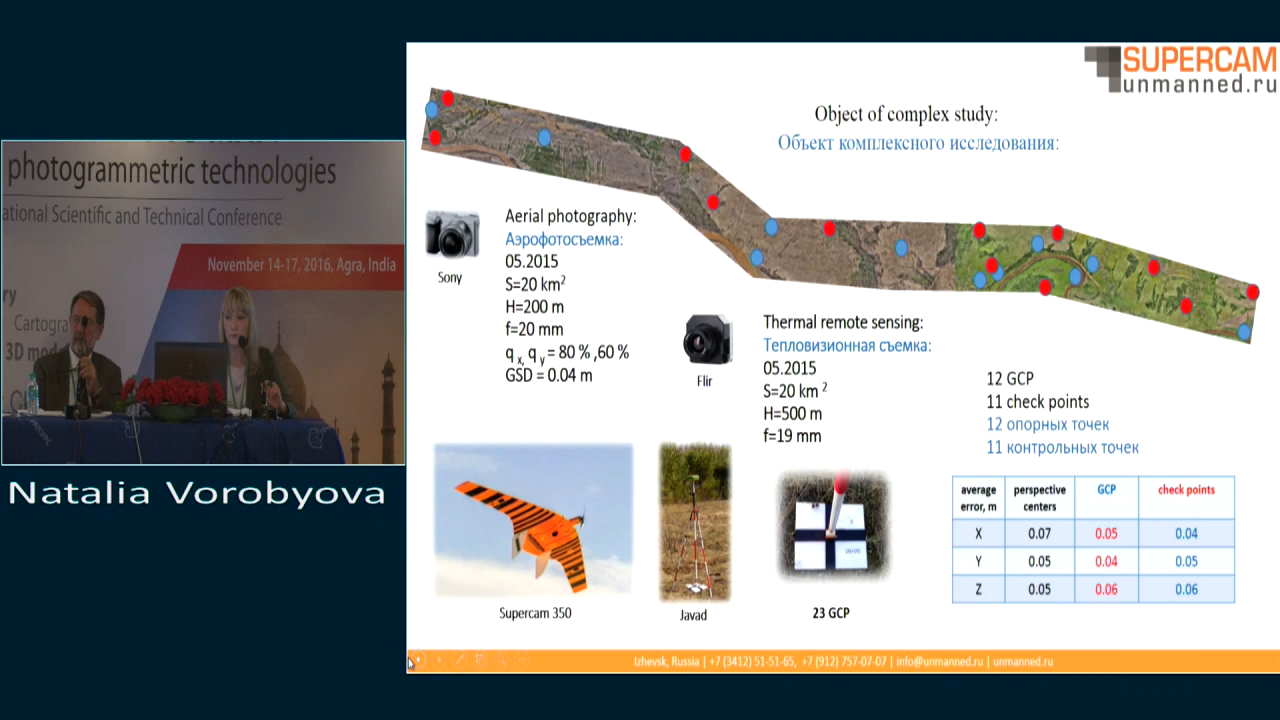 photogrammetric technologies
ational Scientific and Technical Conference
November 14-17, 2016, Agra, India
ry
Cartogra
3D mod
Natalia Vorobyova
SUPERCAM
unmanned.ru
Object of complex study:
Объект комплексного исследования:
Sony
Aerial photography:
Аэрофотосъемка:
05.2015
S=20 km²
H=200 m
f=20 mm
q x, q y = 80 % ,60 %
GSD = 0.04 m
Flir
Thermal remote sensing:
Тепловизионная съемка:
05.2015
S=20 km ²
H=500 m
f=19 mm
12 GCP
11 check points
12 опорных точек
11 контрольных точек
Supercam 350
Javad
23 GCP
average error, m perspective centers GCP check points
X 0.07 0.05 0.04
Y 0.05 0.04 0.05
Z 0.05 0.06 0.06
Izhevsk, Russia | +7 (3412) 51-51-65, +7 (912) 757-07-07 | info@unmanned.ru | unmanned.ru